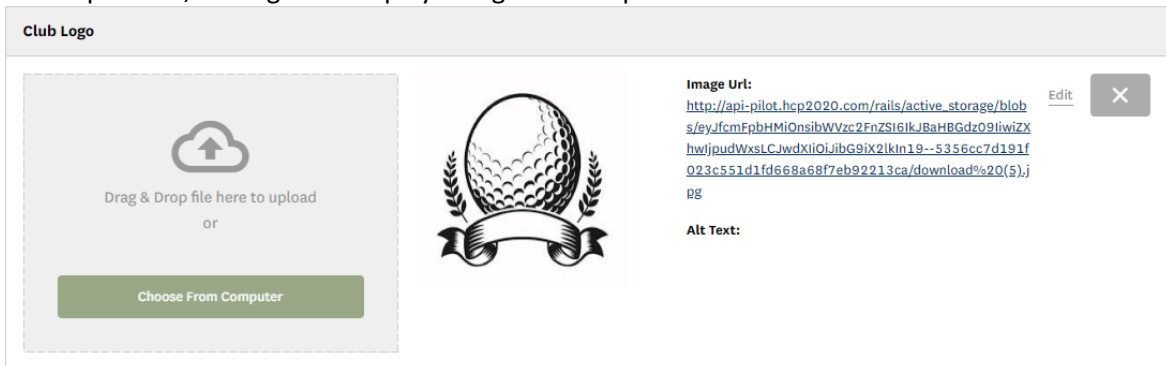 Club Logo
Drag & Drop file here to upload
or
Choose From Computer
Image Url:
http://api-pilot.hcp2020.com/rails/active_storage/blob
s/eyJfcmFpbHMiOnsibWVzc2FnZSI6IkJBaHBGdz09IiwiZX
hwIjpudWxsLCJwdXIiOiJibG9iX2lkIn19--5356cc7d191f
023c551d1fd668a68f7eb92213ca/download%20(5).j
pg
Edit
Alt Text: